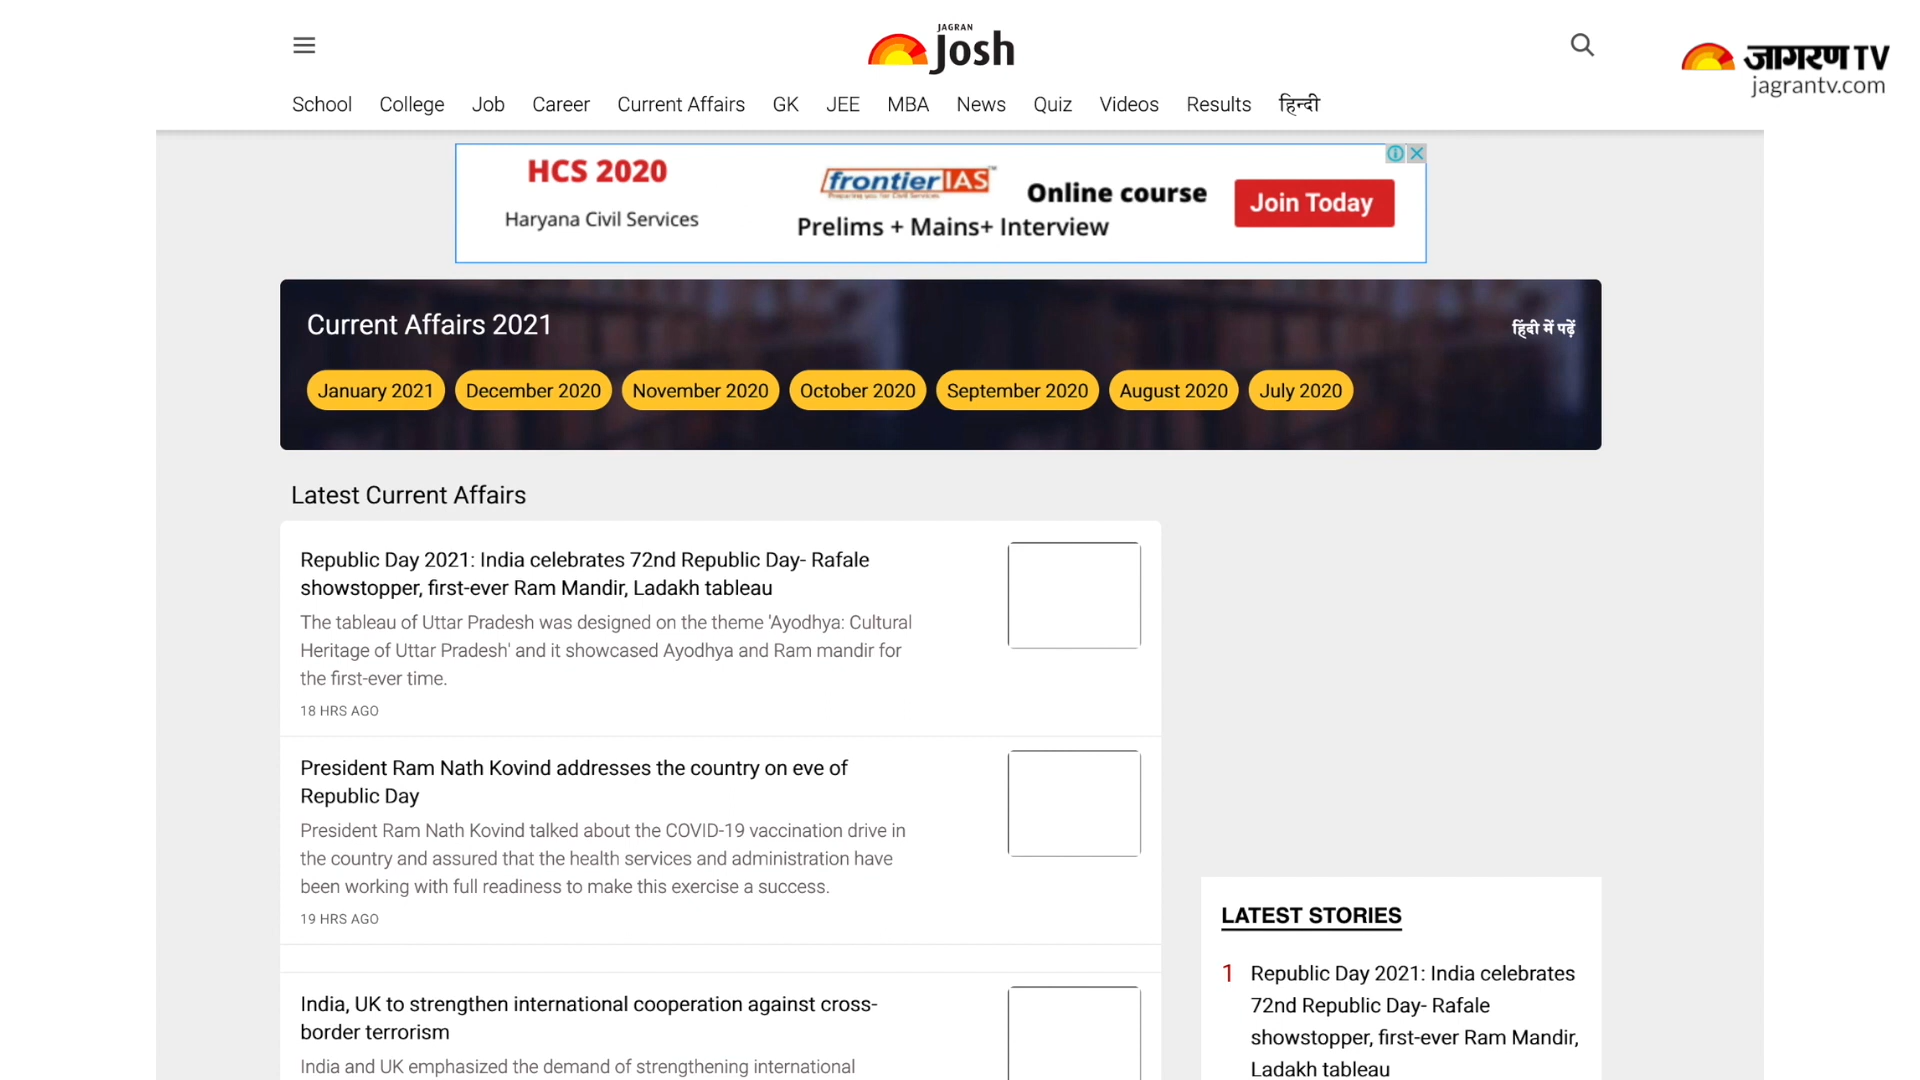 JAGRAN
Josh
जागरण TV
jagrantv.com
School College Job Career Current Affairs GK JEE MBA News Quiz Videos Results हिन्दी
HCS 2020
Haryana Civil Services
frontier IAS
Preparing you for Civil Services
Online course
Prelims + Mains+ Interview
Join Today
Current Affairs 2021
हिंदी में पढ़ें
January 2021 December 2020 November 2020 October 2020 September 2020 August 2020 July 2020
Latest Current Affairs
Republic Day 2021: India celebrates 72nd Republic Day- Rafale
showstopper, first-ever Ram Mandir, Ladakh tableau
The tableau of Uttar Pradesh was designed on the theme 'Ayodhya: Cultural
Heritage of Uttar Pradesh' and it showcased Ayodhya and Ram mandir for
the first-ever time.
18 HRS AGO
President Ram Nath Kovind addresses the country on eve of
Republic Day
President Ram Nath Kovind talked about the COVID-19 vaccination drive in
the country and assured that the health services and administration have
been working with full readiness to make this exercise a success.
19 HRS AGO
India, UK to strengthen international cooperation against cross-
border terrorism
India and UK emphasized the demand of strengthening international
LATEST STORIES
1 Republic Day 2021: India celebrates
72nd Republic Day- Rafale
showstopper, first-ever Ram Mandir,
Ladakh tableau